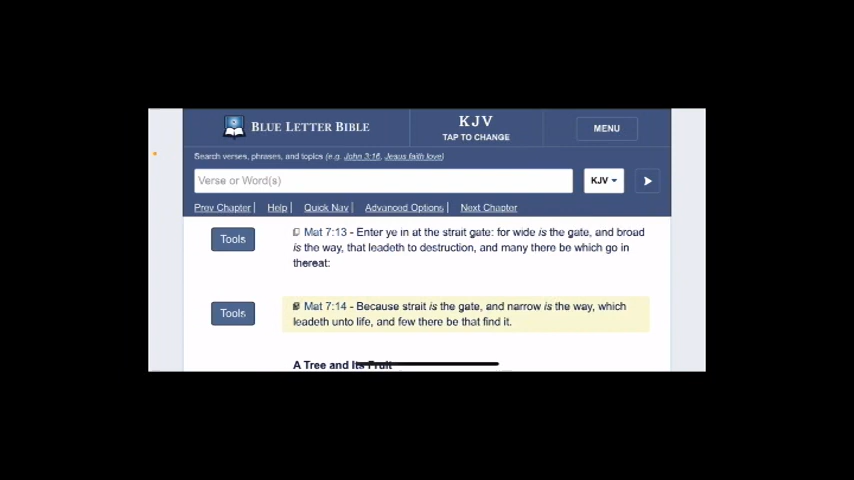 BLUE LETTER BIBLE
KJV
TAP TO CHANGE
MENU
Search verses, phrases, and topics (e.g. John 3:16, Jesus faith love)
Verse or Word(s)
KJV
Prev Chapter | Help | Quick Nav | Advanced Options | Next Chapter
Tools
Mat 7:13 - Enter ye in at the strait gate: for wide is the gate, and broad
is the way, that leadeth to destruction, and many there be which go in
thereat:
Tools
Mat 7:14 - Because strait is the gate, and narrow is the way, which
leadeth unto life, and few there be that find it.
A Tree and Its Fruit